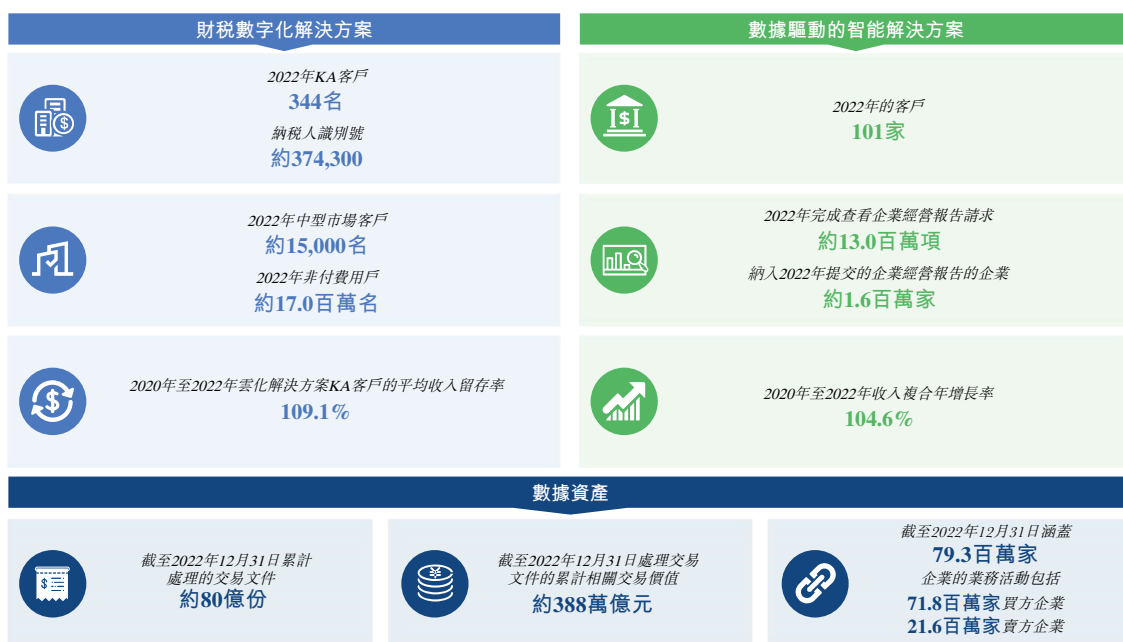 財税數字化解決方案
2022年KA客戶
344名
納税人識別號
約374,300
2022年中型市場客戶
約15,000名
2022年非付費用戶
約17.0百萬名
2020年至2022年雲化解決方案KA客戶的平均收入留存率
109.1%
數據驅動的智能解決方案
2022年的客戶
101家
2022年完成查看企業經營報告請求
約13.0百萬項
納入2022年提交的企業經營報告的企業
約1.6百萬家
2020年至2022年收入複合年增長率
104.6%
數據資產
截至2022年12月31日累計
處理的交易文件
約80億份
截至2022年12月31日處理交易
文件的累計相關交易價值
約388萬億元
截至2022年12月31日涵蓋
79.3百萬家
企業的業務活動包括
71.8百萬家買方企業
21.6百萬家賣方企業